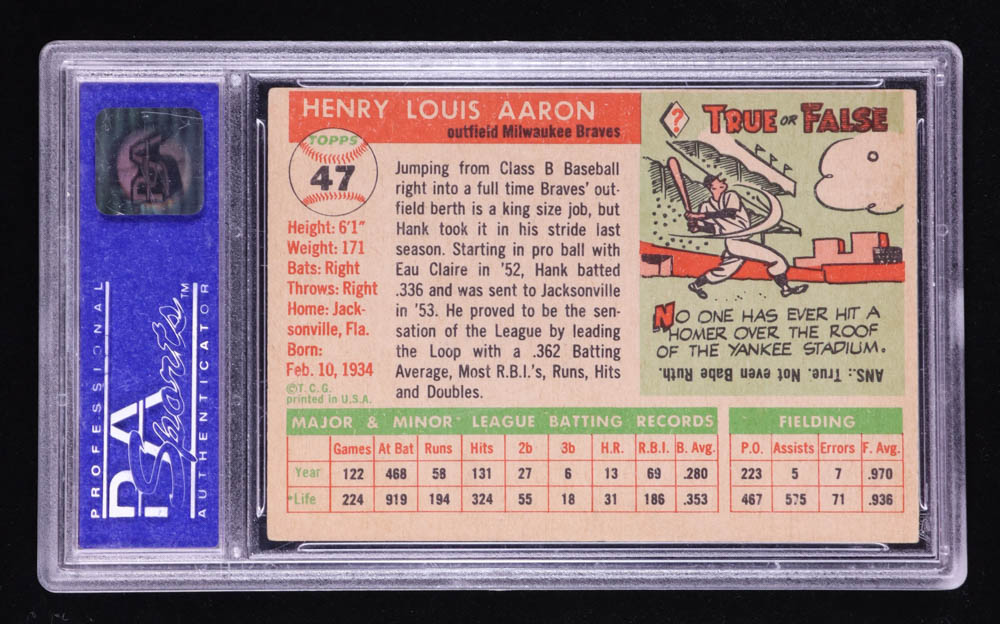 PROFESSIONAL
PSA
Sports™
AUTHENTICATOR
PSA
HENRY LOUIS AARON
outfield Milwaukee Braves
TOPPS
47
Height: 6'1"
Weight: 171
Bats: Right
Throws: Right
Home: Jack-
sonville, Fla.
Born:
Feb. 10, 1934
©T. C. G.
printed in U.S.A.
Jumping from Class B Baseball
right into a full time Braves' out-
field berth is a king size job, but
Hank took it in his stride last
season. Starting in pro ball with
Eau Claire in '52, Hank batted
.336 and was sent to Jacksonville
in '53. He proved to be the sen-
sation of the League by leading
the Loop with a .362 Batting
Average, Most R.B.I.'s, Runs, Hits
and Doubles.
? TRUE OR FALSE
NO ONE HAS EVER HIT A
HOMER OVER THE ROOF
OF THE YANKEE STADIUM.
ANS.: True. Not even Babe Ruth.
MAJOR & MINOR LEAGUE BATTING RECORDS
Games At Bat Runs Hits 2b 3b H.R. R.B.I. B. Avg.
Year 122 468 58 131 27 6 13 69 .280
*Life 224 919 194 324 55 18 31 186 .353
FIELDING
P.O. Assists Errors F. Avg.
223 5 7 .970
467 575 71 .936